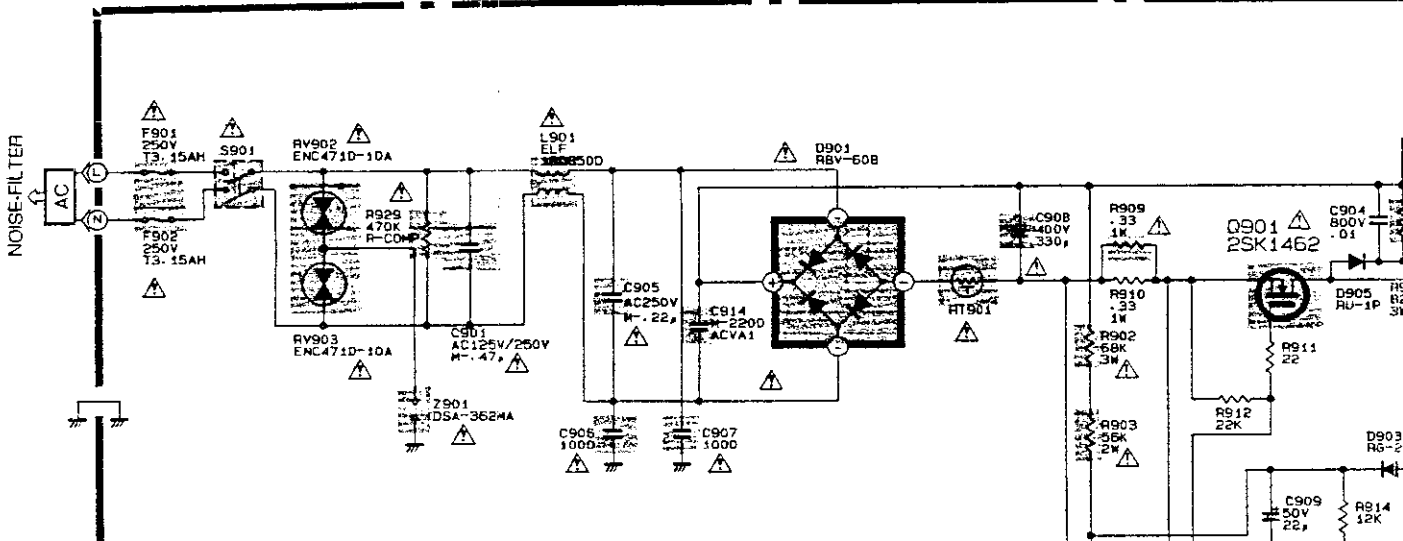 NOISE-FILTER
AC
L
N
F901
250V
T3.15AH
F902
250V
T3.15AH
S901
RV902
ENC471D-10A
RV903
ENC471D-10A
R929
470K
R-COMP
C901
AC125V/250V
M-.47µ
Z901
DSA-362MA
L901
ELF
C905
AC250V
M-.22µ
C906
1000
C907
1000
C914
M-2200
ACVA1
D901
RBV-608
~
+
-
~
HT901
C908
400V
330µ
R902
68K
3W
R903
56K
2W
R909
.33
1W
R910
.33
1W
Q901
2SK1462
R911
22
R912
22K
C904
800V
.01
D905
RU-1P
D903
RG-2
C909
50V
22µ
R914
12K